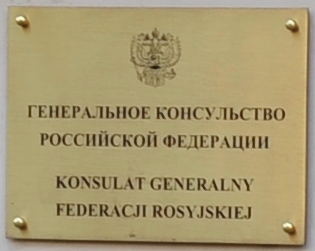 ГЕНЕРАЛЬНОЕ КОНСУЛЬСТВО
РОССИЙСКОЙ ФЕДЕРАЦИИ
KONSULAT GENERALNY
FEDERACJI ROSYJSKIEJ